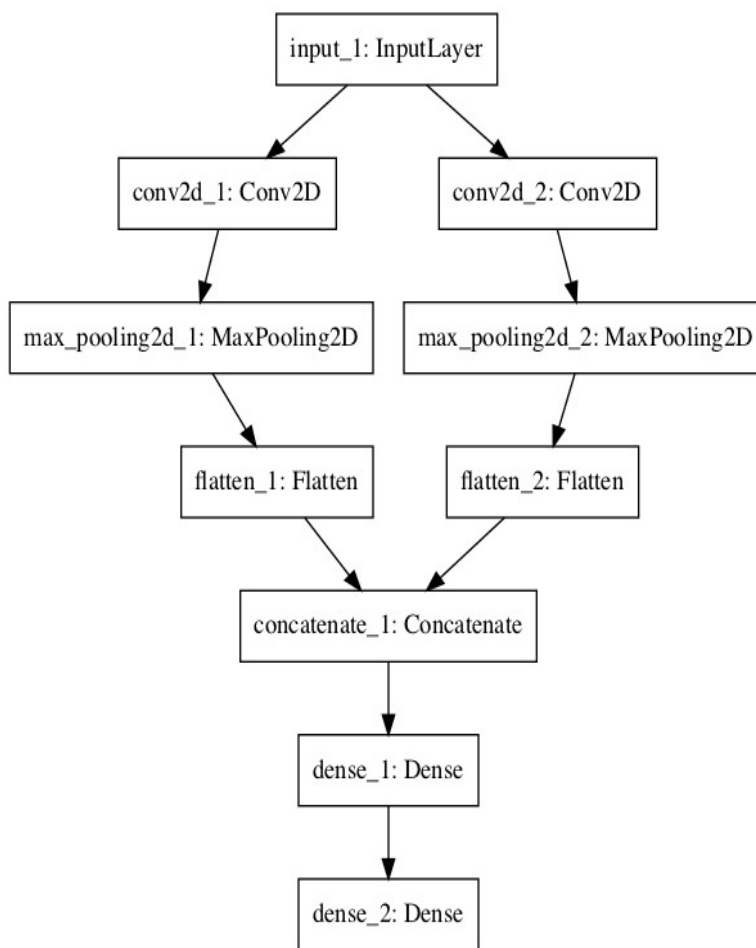 input_1: InputLayer
conv2d_1: Conv2D
conv2d_2: Conv2D
max_pooling2d_1: MaxPooling2D
max_pooling2d_2: MaxPooling2D
flatten_1: Flatten
flatten_2: Flatten
concatenate_1: Concatenate
dense_1: Dense
dense_2: Dense